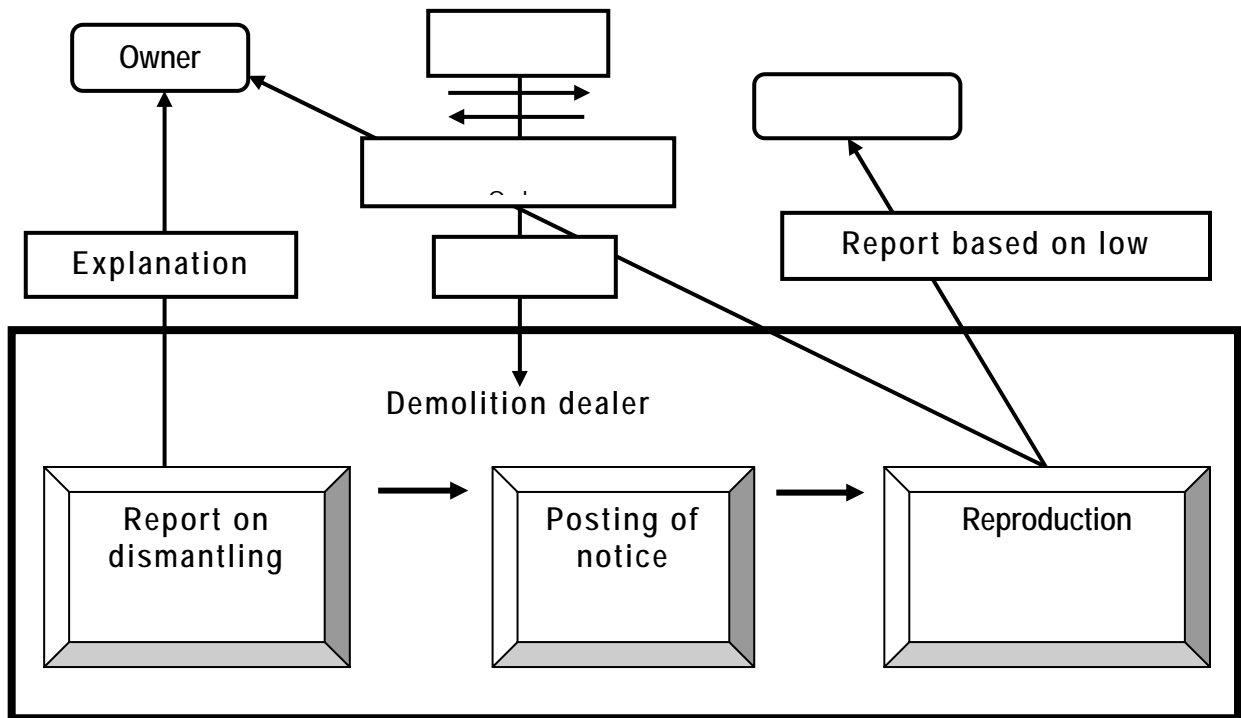 Owner
Explanation
Report based on low
Demolition dealer
Report on
dismantling
Posting of
notice
Reproduction